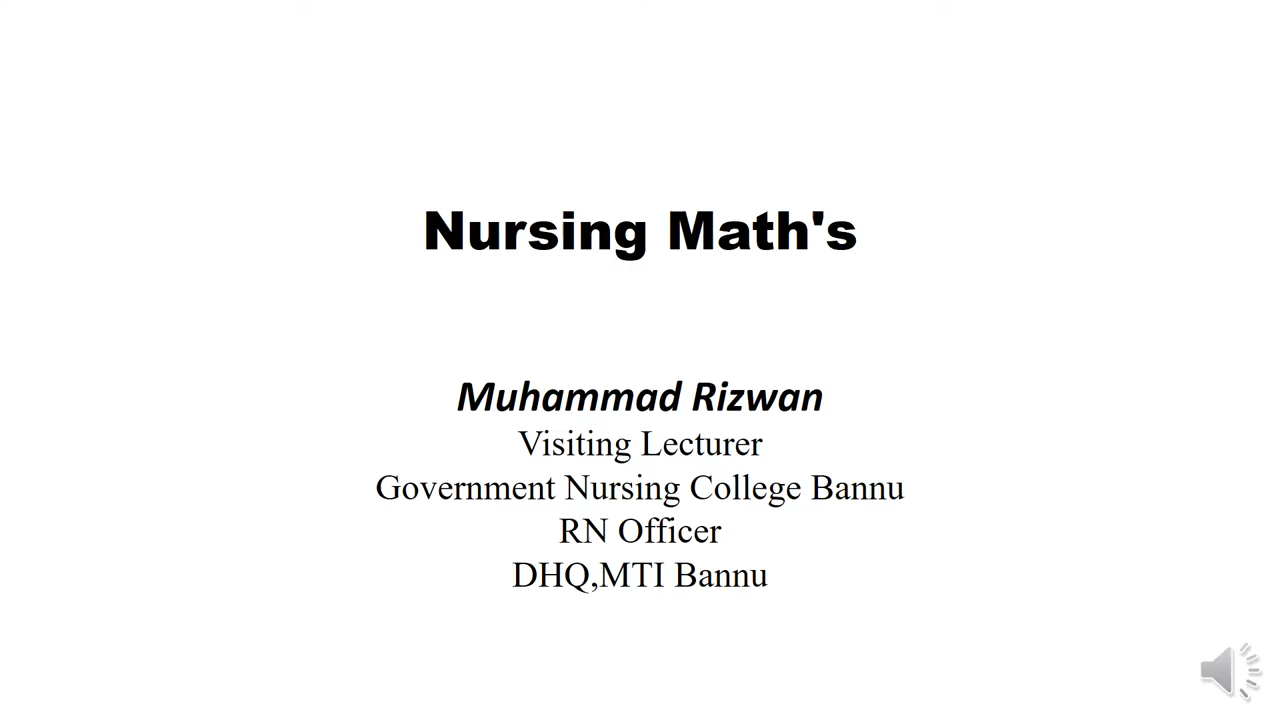 Nursing Math's
Muhammad Rizwan
Visiting Lecturer
Government Nursing College Bannu
RN Officer
DHQ,MTI Bannu